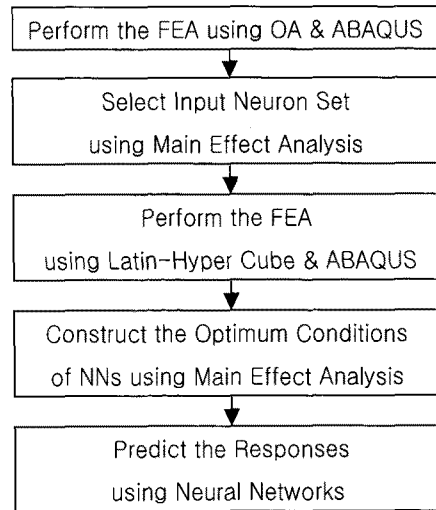 Perform the FEA using OA & ABAQUS
Select Input Neuron Set
using Main Effect Analysis
Perform the FEA
using Latin-Hyper Cube & ABAQUS
Construct the Optimum Conditions
of NNs using Main Effect Analysis
Predict the Responses
using Neural Networks